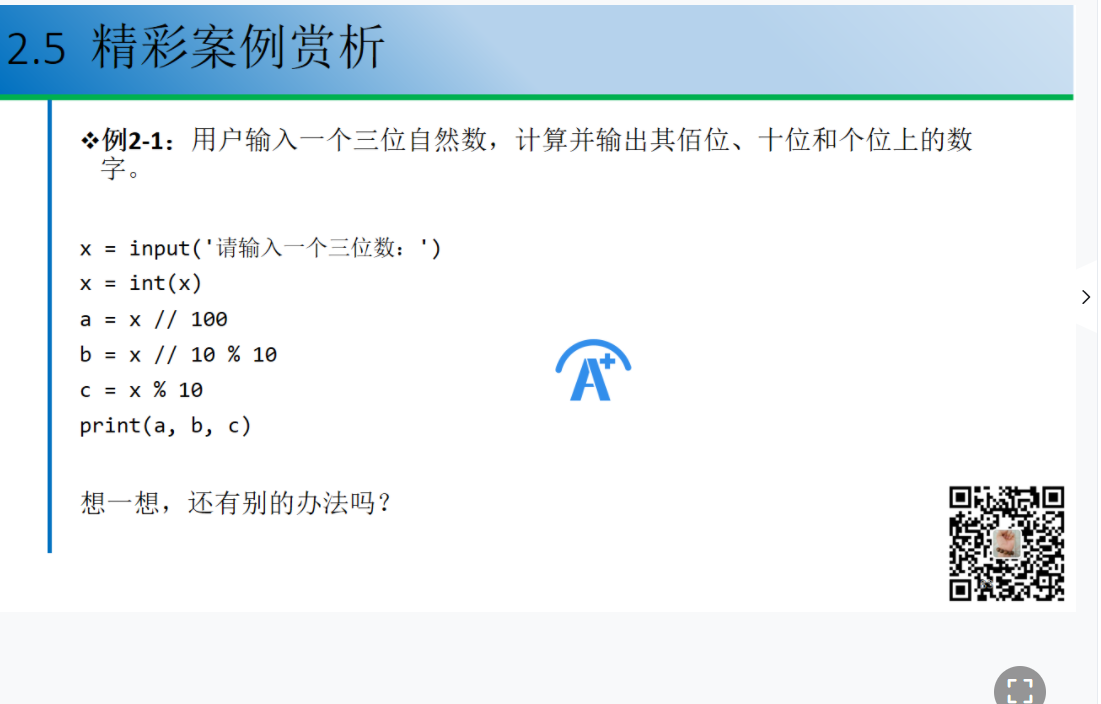 2.5 精彩案例赏析
❖例2-1：用户输入一个三位自然数，计算并输出其佰位、十位和个位上的数
字。
x = input('请输入一个三位数：')
x = int(x)
a = x // 100
b = x // 10 % 10
c = x % 10
print(a, b, c)
想一想，还有别的办法吗？
A+